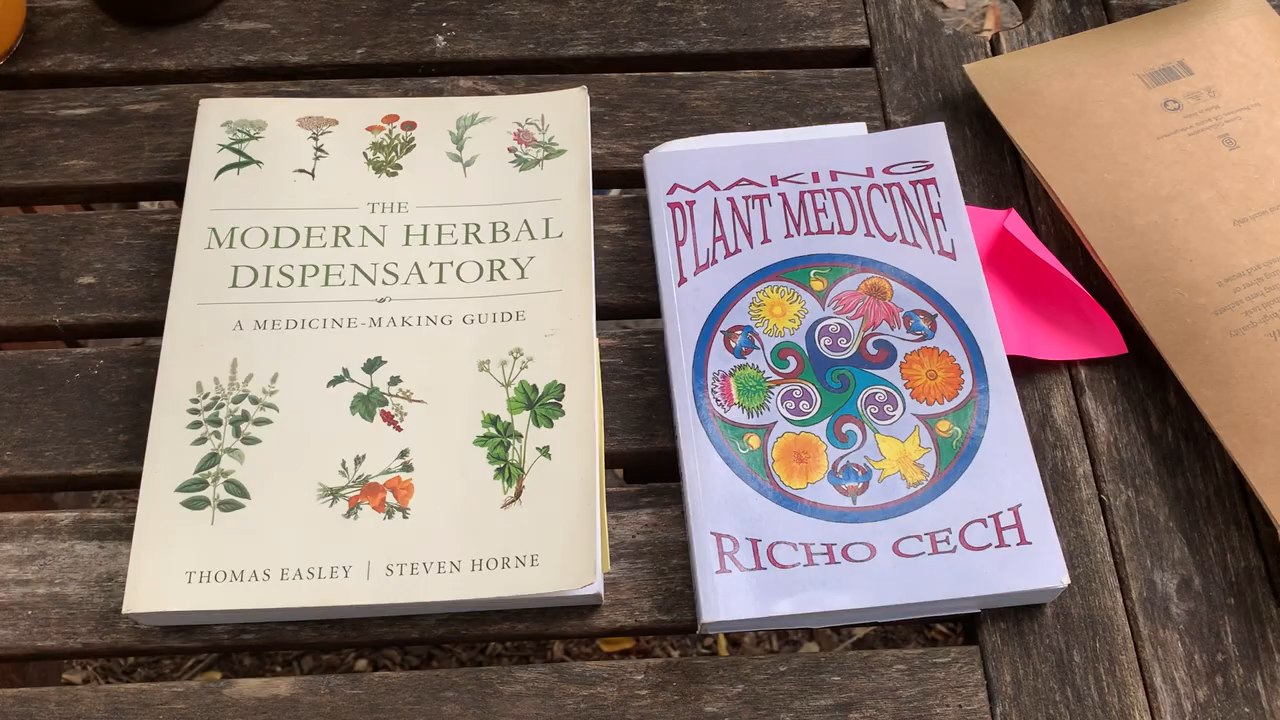 THE
MODERN HERBAL
DISPENSATORY
A MEDICINE-MAKING GUIDE
THOMAS EASLEY | STEVEN HORNE
MAKING
PLANT MEDICINE
RICHO CECH